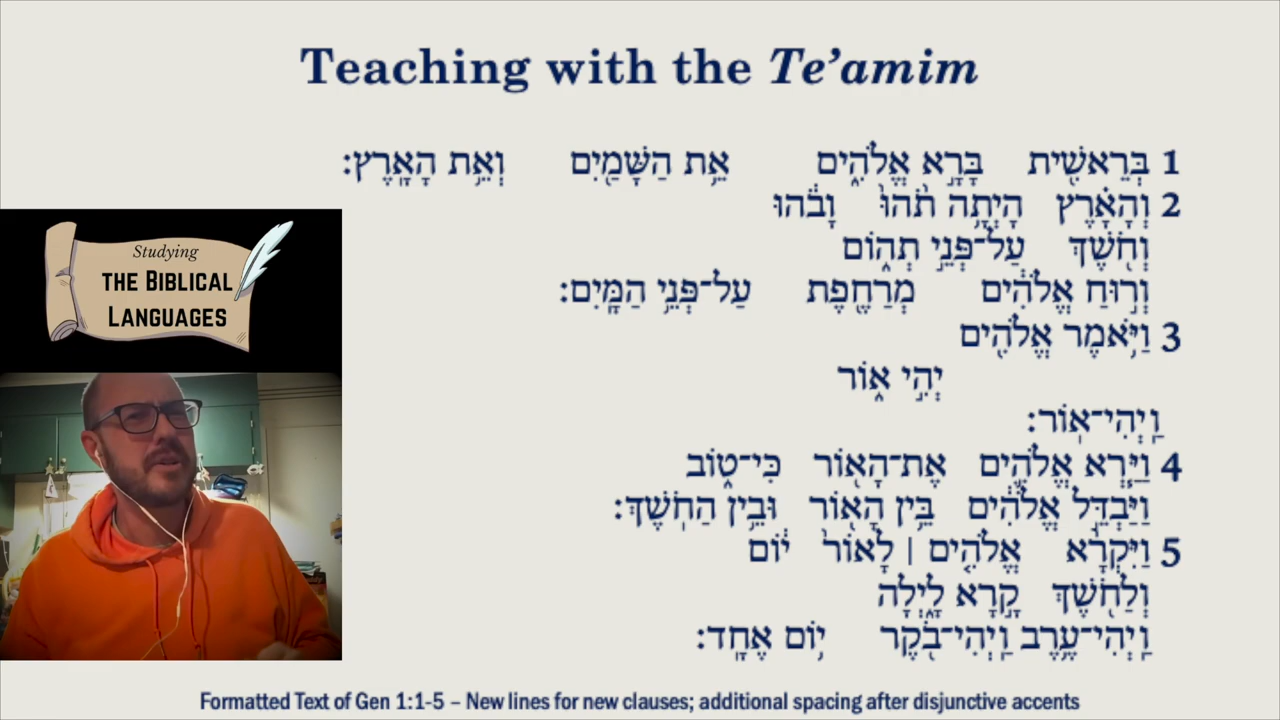 Teaching with the Te’amim
1 בְּרֵאשִׁ֖ית בָּרָ֣א אֱלֹהִ֑ים אֵ֥ת הַשָּׁמַ֖יִם וְאֵ֥ת הָאָֽרֶץ׃
2 וְהָאָ֗רֶץ הָיְתָ֥ה תֹ֙הוּ֙ וָבֹ֔הוּ
וְחֹ֖שֶׁךְ עַל־פְּנֵ֣י תְה֑וֹם
וְר֣וּחַ אֱלֹהִ֔ים מְרַחֶ֖פֶת עַל־פְּנֵ֥י הַמָּֽיִם׃
3 וַיֹּ֥אמֶר אֱלֹהִ֖ים
יְהִ֣י א֑וֹר
וַֽיְהִי־אֽוֹר׃
4 וַיַּ֧רְא אֱלֹהִ֛ים אֶת־הָא֖וֹר כִּי־ט֑וֹב
וַיַּבְדֵּ֣ל אֱלֹהִ֔ים בֵּ֥ין הָא֖וֹר וּבֵ֥ין הַחֹֽשֶׁךְ׃
5 וַיִּקְרָ֨א אֱלֹהִ֤ים ׀ לָאוֹר֙ י֔וֹם
וְלַחֹ֖שֶׁךְ קָ֣רָא לָ֑יְלָה
וַֽיְהִי־עֶ֥רֶב וַֽיְהִי־בֹ֖קֶר י֥וֹם אֶחָֽד׃
Studying
the Biblical
Languages
Formatted Text of Gen 1:1-5 – New lines for new clauses; additional spacing after disjunctive accents